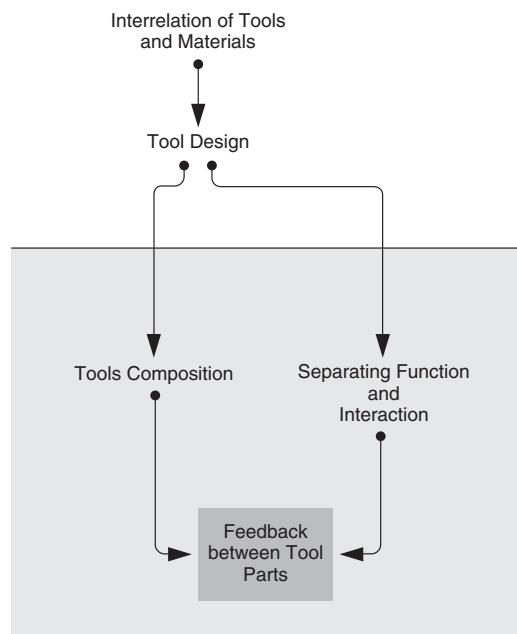 Interrelation of Tools
and Materials
Tool Design
Tools Composition
Separating Function
and
Interaction
Feedback
between Tool
Parts